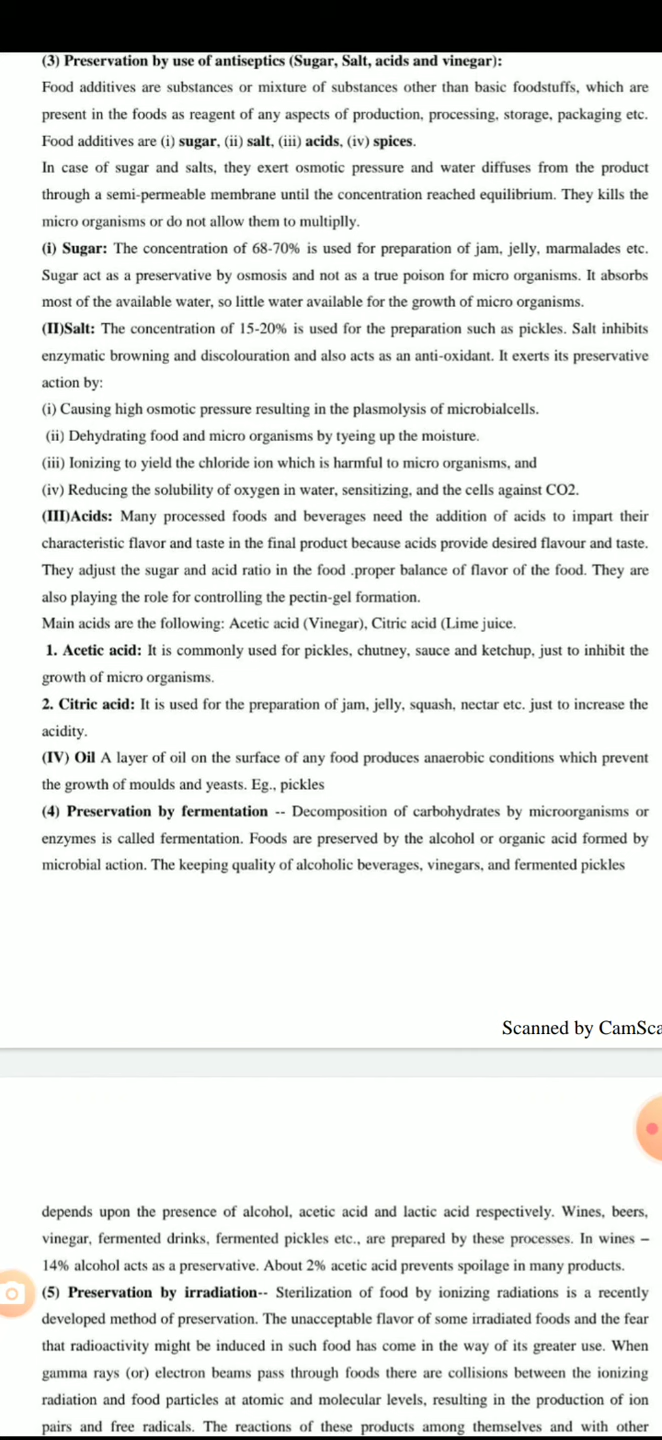 (3) Preservation by use of antiseptics (Sugar, Salt, acids and vinegar):
Food additives are substances or mixture of substances other than basic foodstuffs, which are
present in the foods as reagent of any aspects of production, processing, storage, packaging etc.
Food additives are (i) sugar, (ii) salt, (iii) acids, (iv) spices.
In case of sugar and salts, they exert osmotic pressure and water diffuses from the product
through a semi-permeable membrane until the concentration reached equilibrium. They kills the
micro organisms or do not allow them to multiplly.
(i) Sugar: The concentration of 68-70% is used for preparation of jam, jelly, marmalades etc.
Sugar act as a preservative by osmosis and not as a true poison for micro organisms. It absorbs
most of the available water, so little water available for the growth of micro organisms.
(II)Salt: The concentration of 15-20% is used for the preparation such as pickles. Salt inhibits
enzymatic browning and discolouration and also acts as an anti-oxidant. It exerts its preservative
action by:
(i) Causing high osmotic pressure resulting in the plasmolysis of microbialcells.
(ii) Dehydrating food and micro organisms by tyeing up the moisture.
(iii) Ionizing to yield the chloride ion which is harmful to micro organisms, and
(iv) Reducing the solubility of oxygen in water, sensitizing, and the cells against CO2.
(III)Acids: Many processed foods and beverages need the addition of acids to impart their
characteristic flavor and taste in the final product because acids provide desired flavour and taste.
They adjust the sugar and acid ratio in the food .proper balance of flavor of the food. They are
also playing the role for controlling the pectin-gel formation.
Main acids are the following: Acetic acid (Vinegar), Citric acid (Lime juice.
1. Acetic acid: It is commonly used for pickles, chutney, sauce and ketchup, just to inhibit the
growth of micro organisms.
2. Citric acid: It is used for the preparation of jam, jelly, squash, nectar etc. just to increase the
acidity.
(IV) Oil A layer of oil on the surface of any food produces anaerobic conditions which prevent
the growth of moulds and yeasts. Eg., pickles
(4) Preservation by fermentation -- Decomposition of carbohydrates by microorganisms or
enzymes is called fermentation. Foods are preserved by the alcohol or organic acid formed by
microbial action. The keeping quality of alcoholic beverages, vinegars, and fermented pickles
Scanned by CamSca
depends upon the presence of alcohol, acetic acid and lactic acid respectively. Wines, beers,
vinegar, fermented drinks, fermented pickles etc., are prepared by these processes. In wines –
14% alcohol acts as a preservative. About 2% acetic acid prevents spoilage in many products.
(5) Preservation by irradiation-- Sterilization of food by ionizing radiations is a recently
developed method of preservation. The unacceptable flavor of some irradiated foods and the fear
that radioactivity might be induced in such food has come in the way of its greater use. When
gamma rays (or) electron beams pass through foods there are collisions between the ionizing
radiation and food particles at atomic and molecular levels, resulting in the production of ion
pairs and free radicals. The reactions of these products among themselves and with other